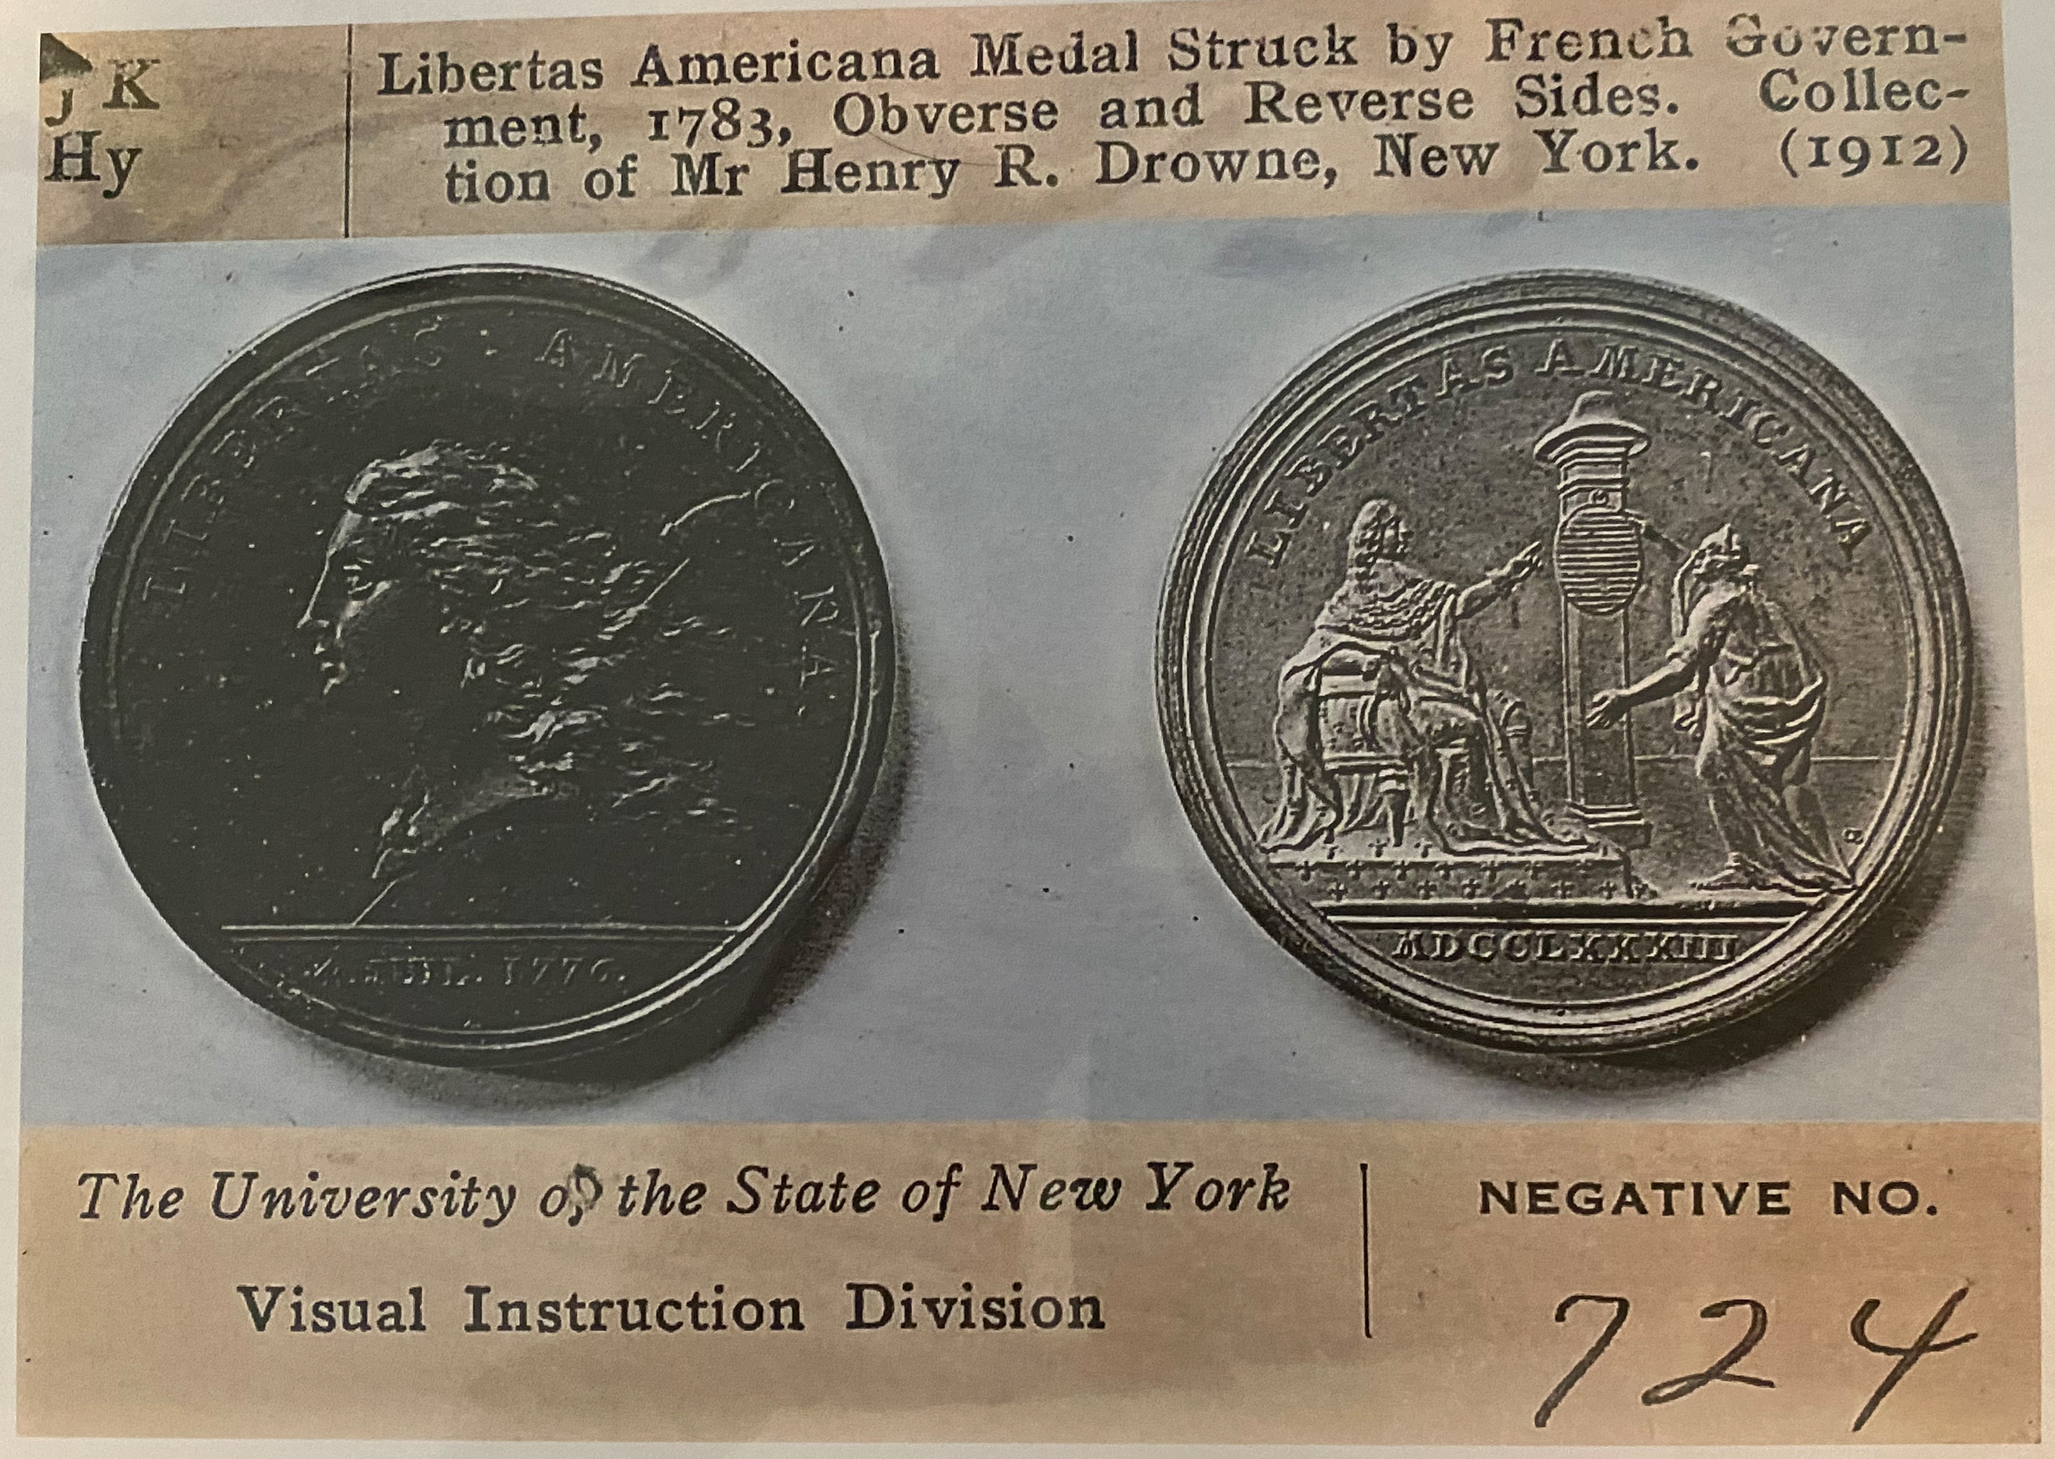 J K
Hy
Libertas Americana Medal Struck by French Govern-
ment, 1783, Obverse and Reverse Sides. Collec-
tion of Mr Henry R. Drowne, New York. (1912)
LIBERTAS · AMERICANA
4. JUIL. 1776.
LIBERTAS AMERICANA
MDCCLXXXIII
The University of the State of New York
Visual Instruction Division
NEGATIVE NO.
724